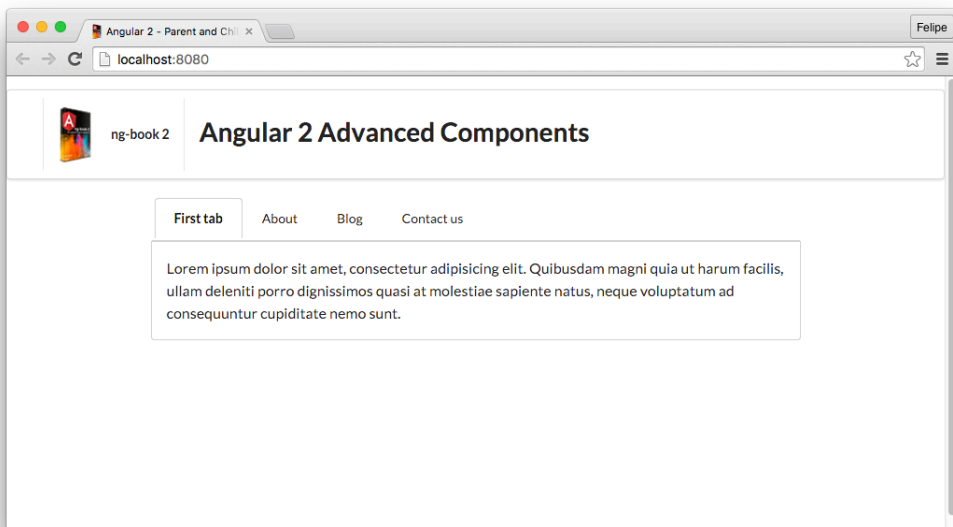 Angular 2 - Parent and Chil
Felipe
localhost:8080
ng-book 2
Angular 2 Advanced Components
First tab
About
Blog
Contact us
Lorem ipsum dolor sit amet, consectetur adipisicing elit. Quibusdam magni quia ut harum facilis,
ullam deleniti porro dignissimos quasi at molestiae sapiente natus, neque voluptatum ad
consequuntur cupiditate nemo sunt.